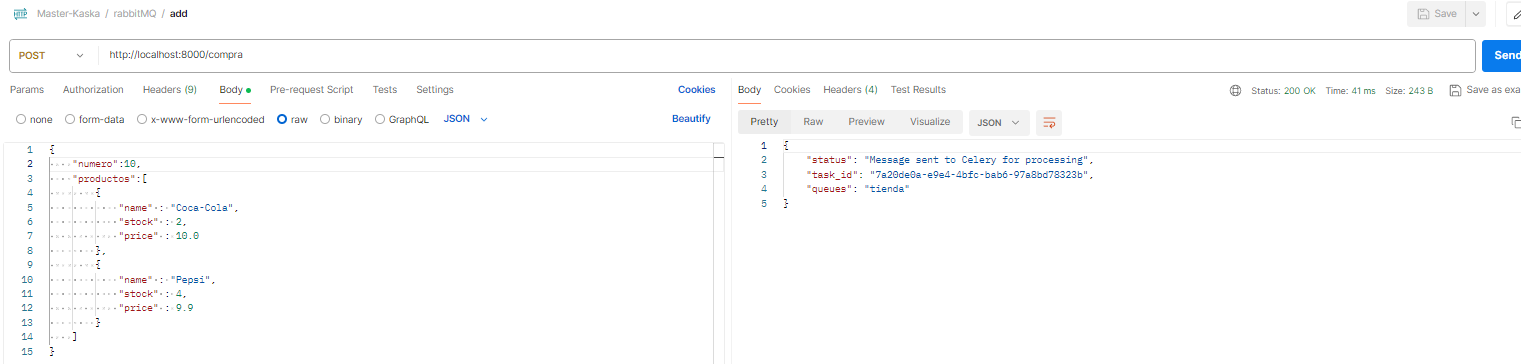 HTTP Master-Kaska / rabbitMQ / add
Save
POST http://localhost:8000/compra
Send
Params Authorization Headers (9) Body Pre-request Script Tests Settings Cookies
none form-data x-www-form-urlencoded raw binary GraphQL JSON Beautify
1 {
2 "numero":10,
3 "productos":[
4 {
5 "name" : "Coca-Cola",
6 "stock" : 2,
7 "price" : 10.0
8 },
9 {
10 "name" : "Pepsi",
11 "stock" : 4,
12 "price" : 9.9
13 }
14 ]
15 }
Body Cookies Headers (4) Test Results Status: 200 OK Time: 41 ms Size: 243 B Save as exa
Pretty Raw Preview Visualize JSON
1 {
2 "status": "Message sent to Celery for processing",
3 "task_id": "7a20de0a-e9e4-4bfc-bab6-97a8bd78323b",
4 "queues": "tienda"
5 }